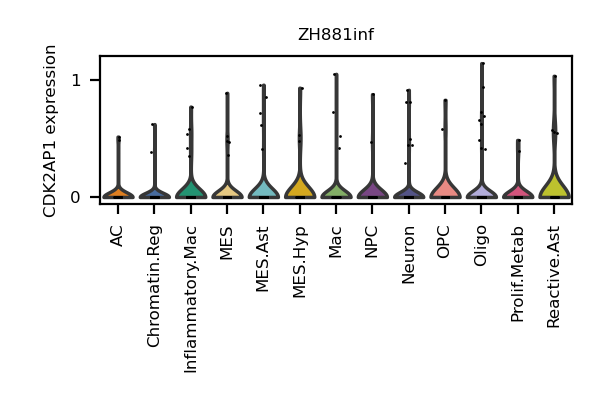 ZH881inf
CDK2AP1 expression
1
0
AC
Chromatin.Reg
Inflammatory.Mac
MES
MES.Ast
MES.Hyp
Mac
NPC
Neuron
OPC
Oligo
Prolif.Metab
Reactive.Ast